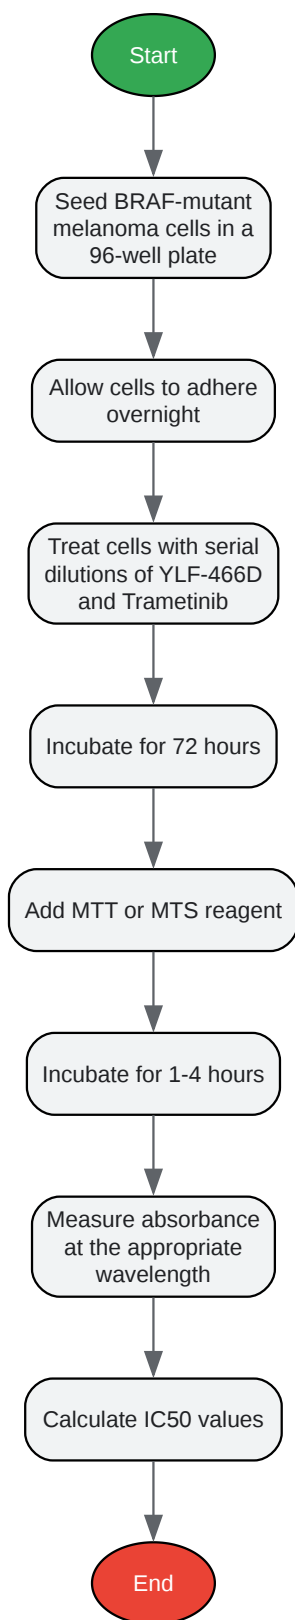 Start
Seed BRAF-mutant
melanoma cells in a
96-well plate
Allow cells to adhere
overnight
Treat cells with serial
dilutions of YLF-466D
and Trametinib
Incubate for 72 hours
Add MTT or MTS reagent
Incubate for 1-4 hours
Measure absorbance
at the appropriate
wavelength
Calculate IC50 values
End